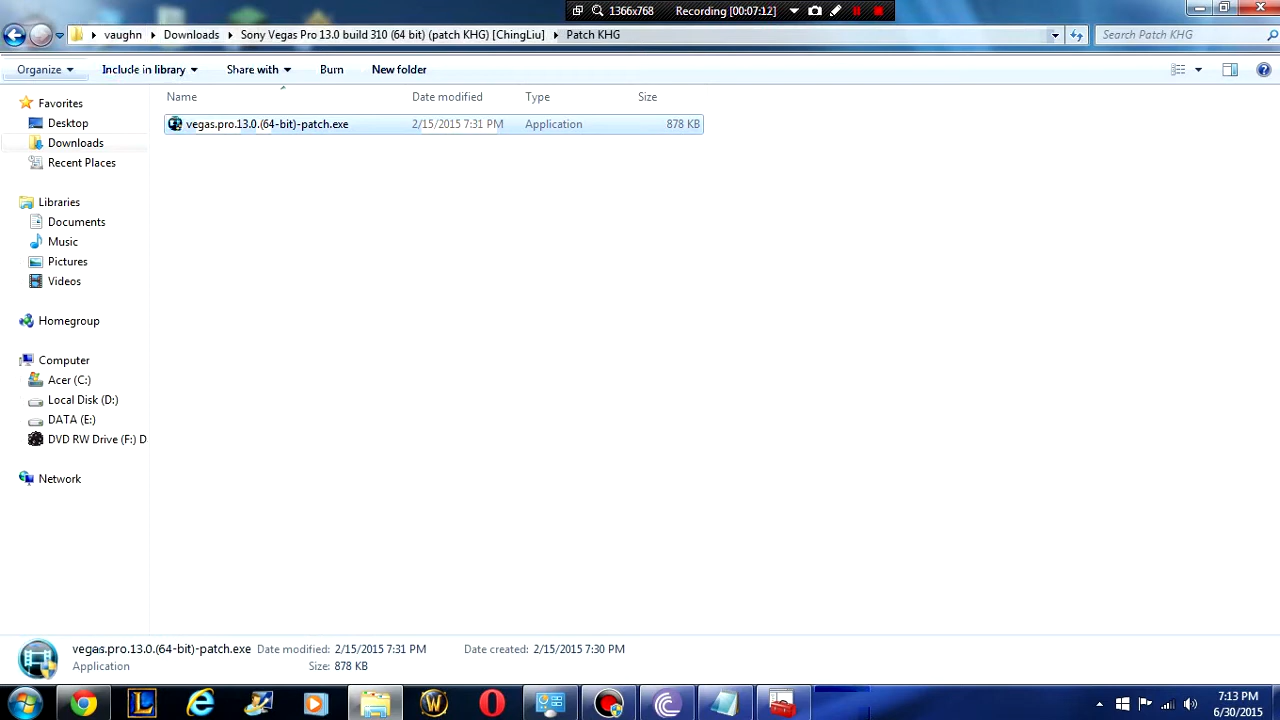 1366x768 Recording [00:07:12]
vaughn Downloads Sony Vegas Pro 13.0 build 310 (64 bit) (patch KHG) [ChingLiu] Patch KHG Search Patch KHG
Organize Include in library Share with Burn New folder
Name Date modified Type Size
vegas.pro.13.0.(64-bit)-patch.exe 2/15/2015 7:31 PM Application 878 KB
Favorites
Desktop
Downloads
Recent Places
Libraries
Documents
Music
Pictures
Videos
Homegroup
Computer
Acer (C:)
Local Disk (D:)
DATA (E:)
DVD RW Drive (F:) D
Network
vegas.pro.13.0.(64-bit)-patch.exe Date modified: 2/15/2015 7:31 PM Date created: 2/15/2015 7:30 PM
Application Size: 878 KB
7:13 PM
6/30/2015